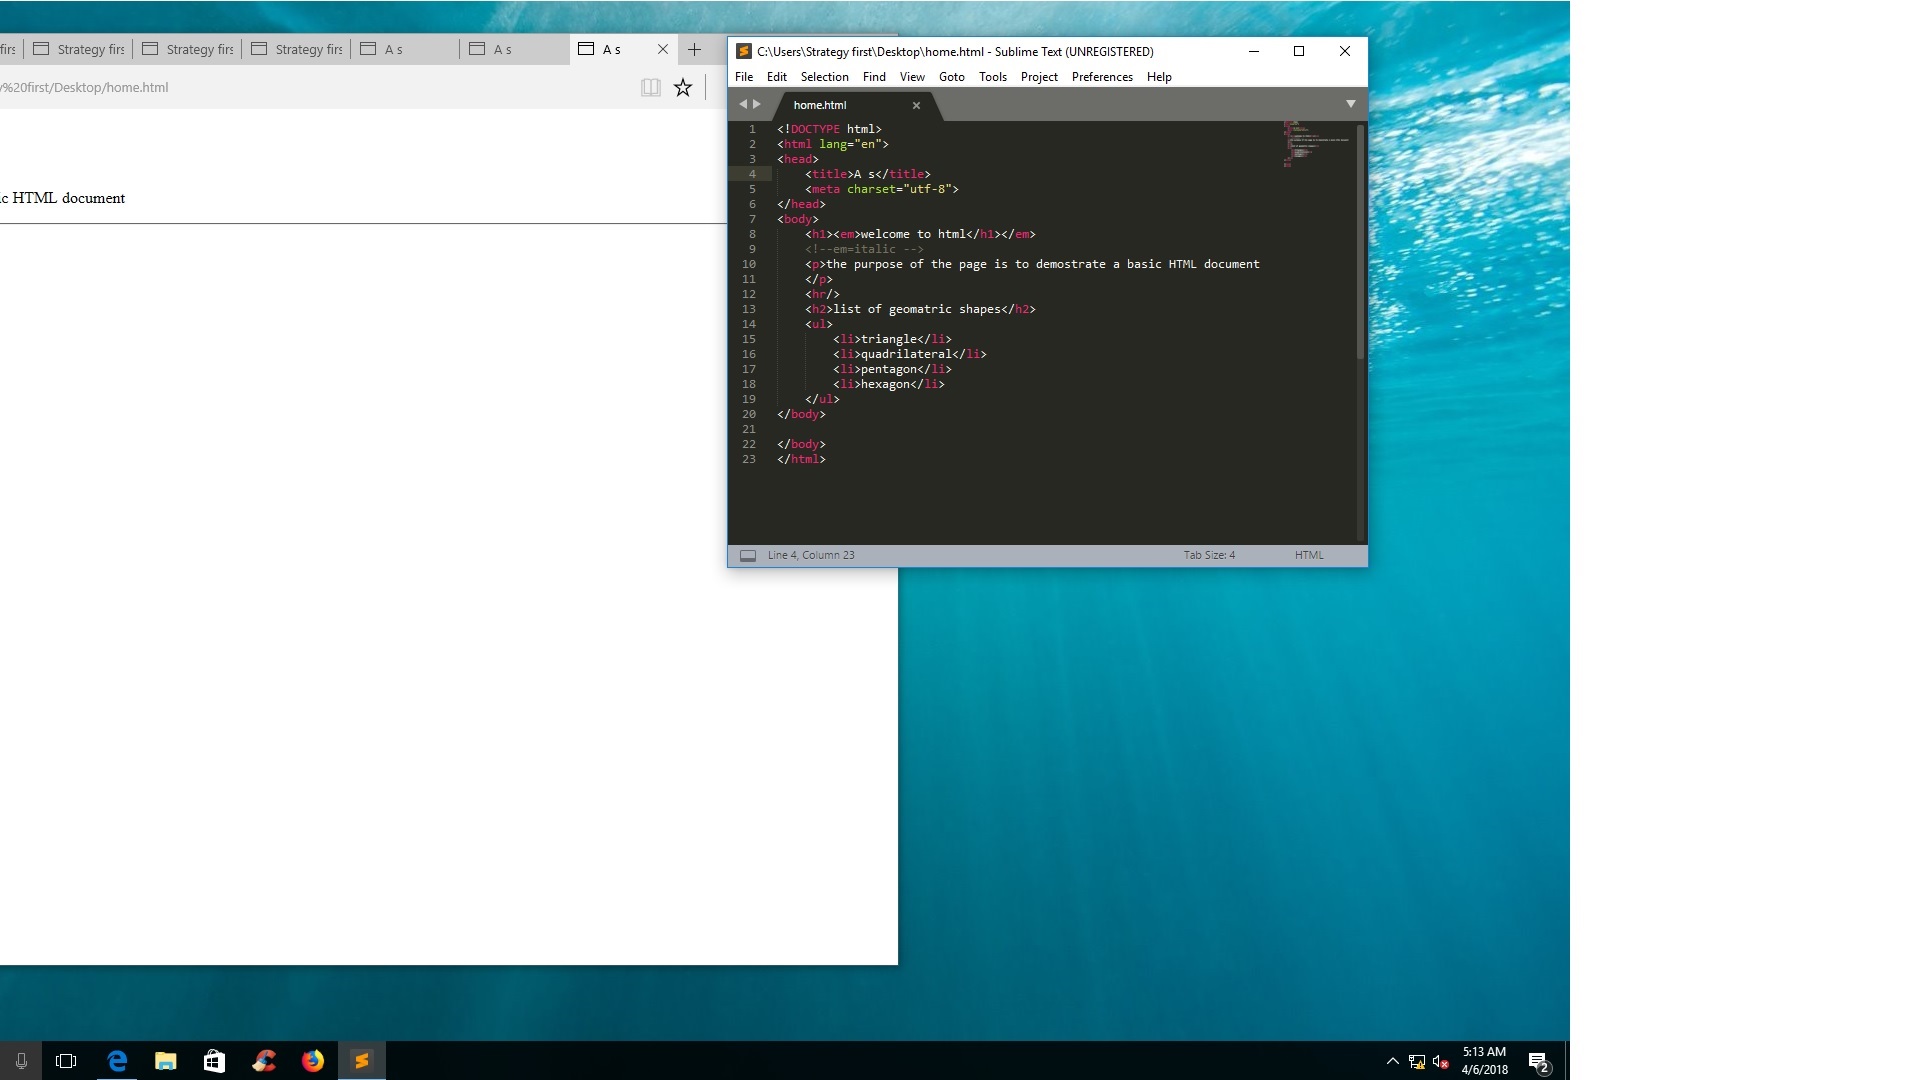 firs Strategy firs Strategy firs Strategy firs A s A s A s
y%20first/Desktop/home.html
ic HTML document
C:\Users\Strategy first\Desktop\home.html - Sublime Text (UNREGISTERED)
File Edit Selection Find View Goto Tools Project Preferences Help
home.html
1 <!DOCTYPE html>
2 <html lang="en">
3 <head>
4 <title>A s</title>
5 <meta charset="utf-8">
6 </head>
7 <body>
8 <h1><em>welcome to html</h1></em>
9 <!--em=italic -->
10 <p>the purpose of the page is to demostrate a basic HTML document
11 </p>
12 <hr/>
13 <h2>list of geomatric shapes</h2>
14 <ul>
15 <li>triangle</li>
16 <li>quadrilateral</li>
17 <li>pentagon</li>
18 <li>hexagon</li>
19 </ul>
20 </body>
21
22 </body>
23 </html>
Line 4, Column 23 Tab Size: 4 HTML
5:13 AM
4/6/2018
2